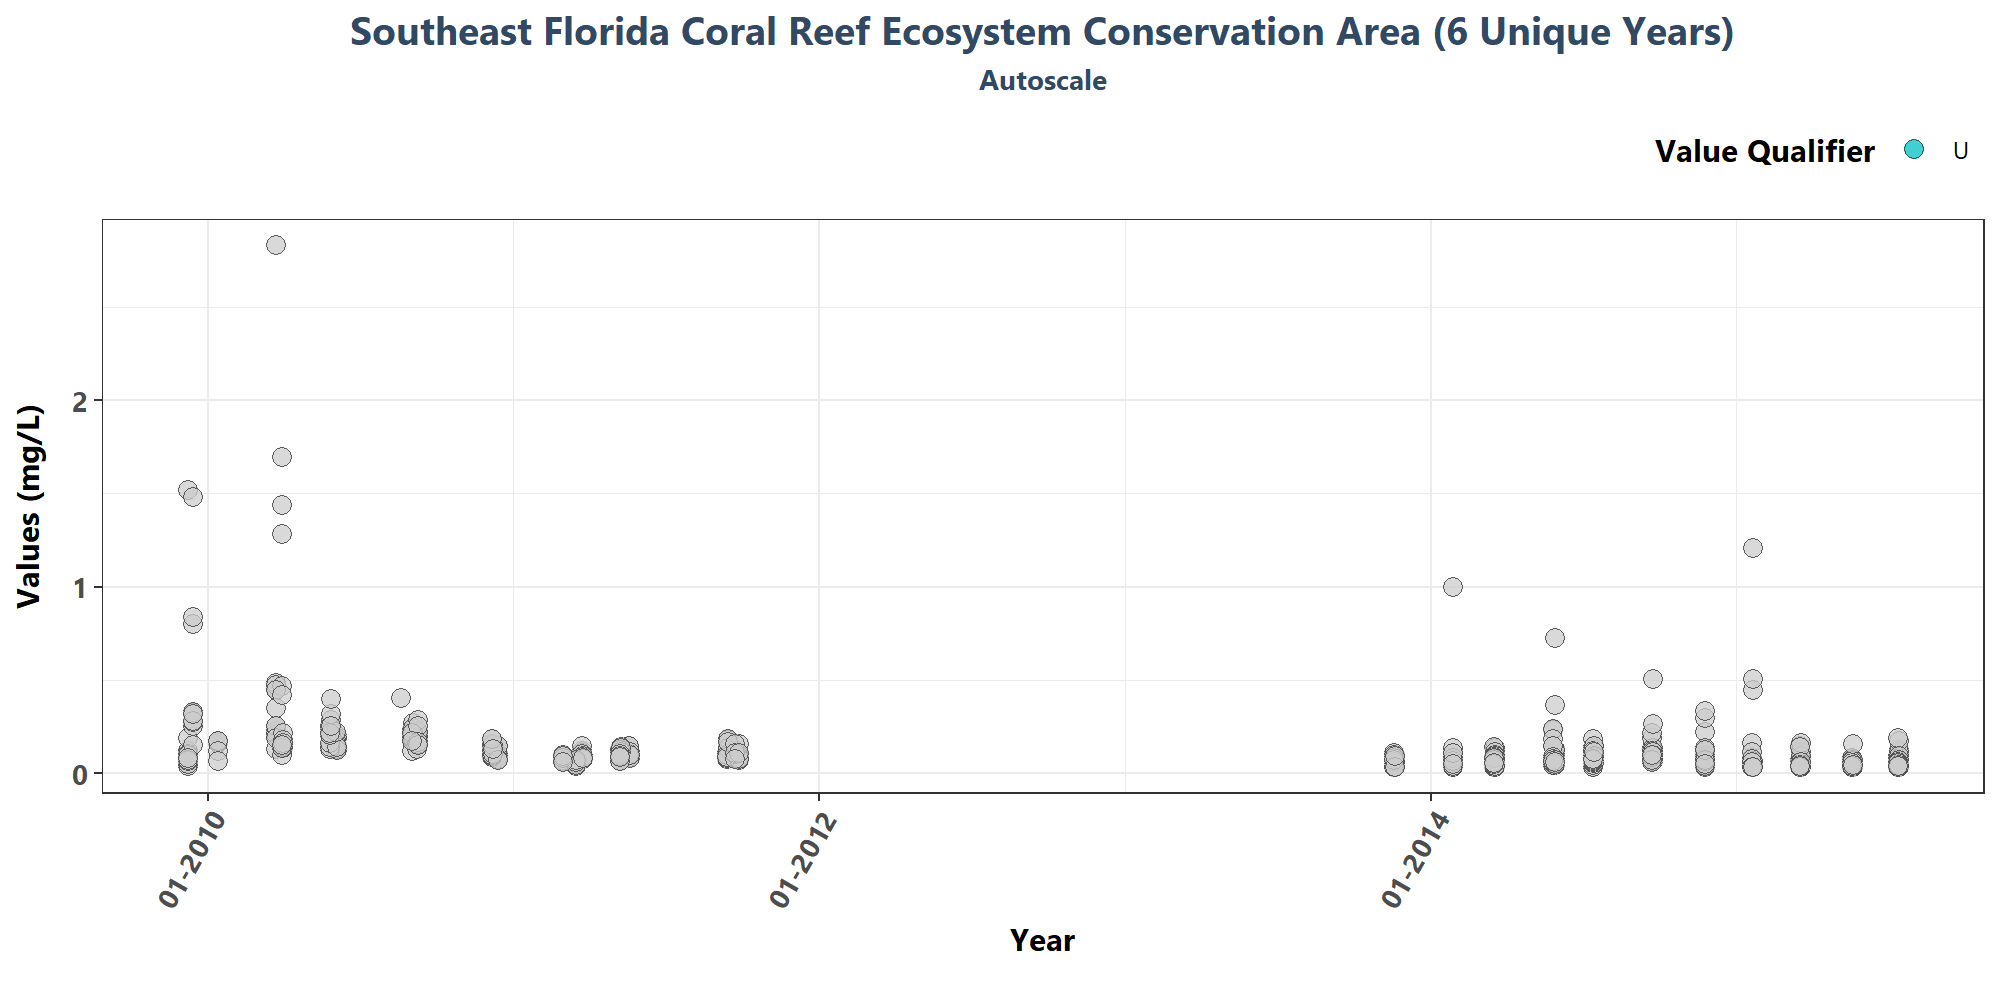 Southeast Florida Coral Reef Ecosystem Conservation Area (6 Unique Years)
Autoscale
Value Qualifier U
Values (mg/L)
2
1
0
01-2010
01-2012
01-2014
Year